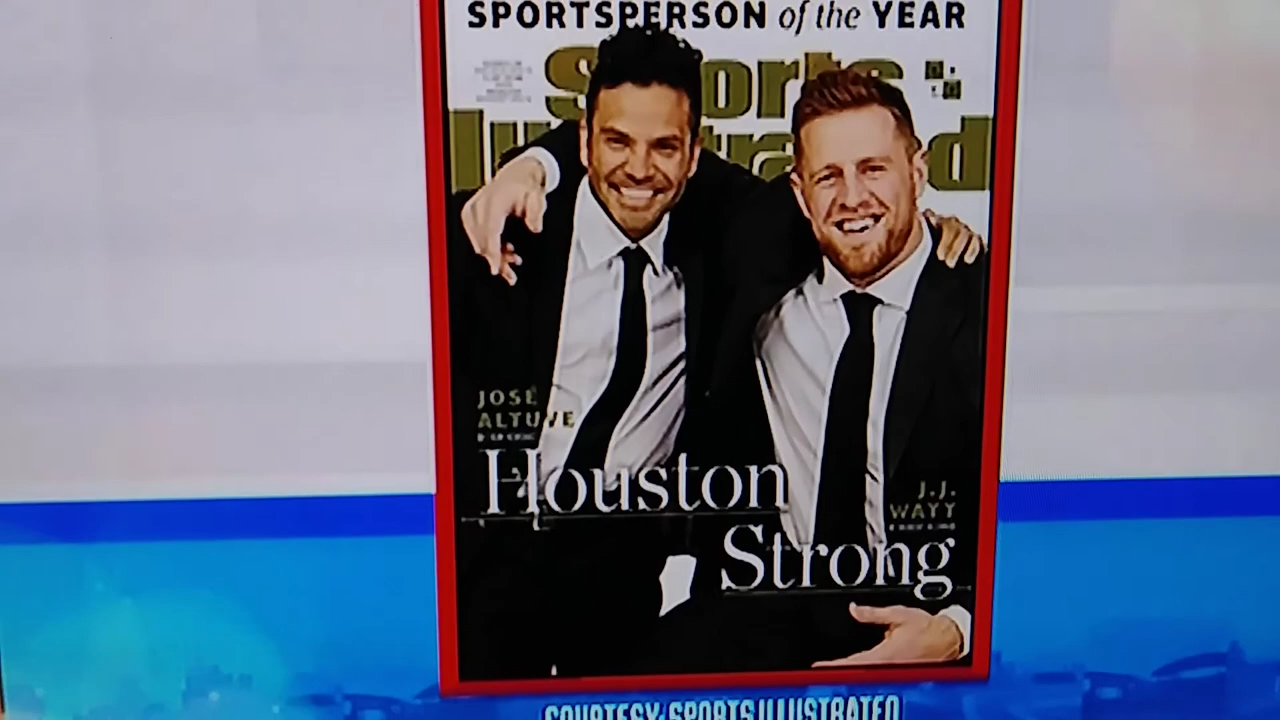 SPORTSPERSON of the YEAR
Sports
Illustrated
JOSÉ
ALTUVE
Houston
J.J.
WATT
Strong
COURTESY SPORTS ILLUSTRATED